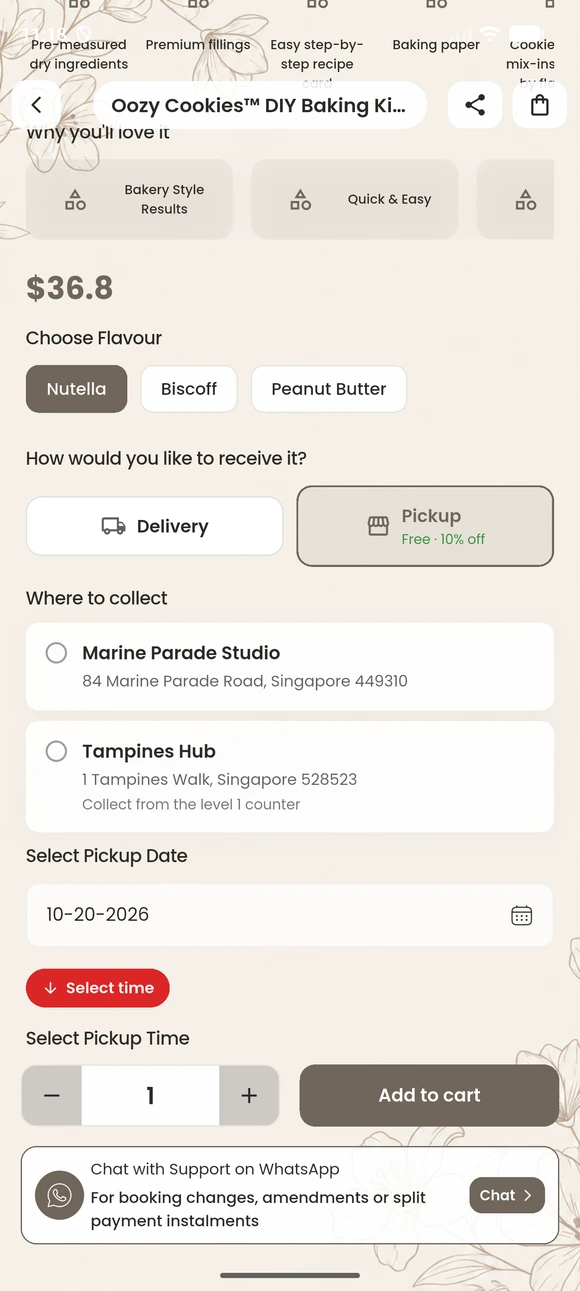 11:18
Pre-measured
dry ingredients
Premium fillings
Easy step-by-
step recipe
card
Baking paper
Cookie
mix-ins
by fla
Oozy Cookies™ DIY Baking Ki...
Why you'll love it
Bakery Style
Results
Quick & Easy
$36.8
Choose Flavour
Nutella
Biscoff
Peanut Butter
How would you like to receive it?
Delivery
Pickup
Free · 10% off
Where to collect
Marine Parade Studio
84 Marine Parade Road, Singapore 449310
Tampines Hub
1 Tampines Walk, Singapore 528523
Collect from the level 1 counter
Select Pickup Date
10-20-2026
↓ Select time
Select Pickup Time
− 1 +
Add to cart
Chat with Support on WhatsApp
For booking changes, amendments or split
payment instalments
Chat >